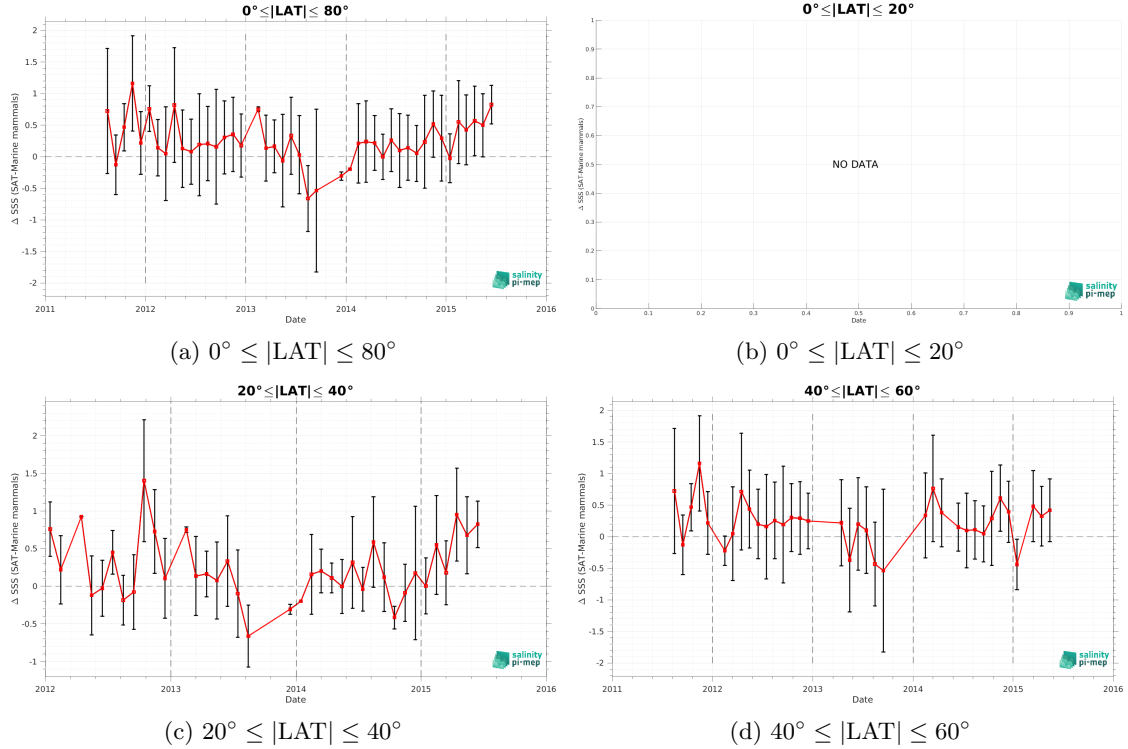 0°≤|LAT|≤ 80°
2
1.5
1
0.5
0
-0.5
-1
-1.5
-2
Δ SSS (SAT-Marine mammals)
2011 2012 2013 2014 2015 2016
Date
salinity
pi-mep
(a) 0° ≤ |LAT| ≤ 80°
0°≤|LAT|≤ 20°
1
0.9
0.8
0.7
0.6
0.5
0.4
0.3
0.2
0.1
0
Δ SSS (SAT-Marine mammals)
NO DATA
0 0.1 0.2 0.3 0.4 0.5 0.6 0.7 0.8 0.9 1
Date
salinity
pi-mep
(b) 0° ≤ |LAT| ≤ 20°
20°≤|LAT|≤ 40°
2
1.5
1
0.5
0
-0.5
-1
Δ SSS (SAT-Marine mammals)
2012 2013 2014 2015 2016
Date
salinity
pi-mep
(c) 20° ≤ |LAT| ≤ 40°
40°≤|LAT|≤ 60°
2
1.5
1
0.5
0
-0.5
-1
-1.5
-2
Δ SSS (SAT-Marine mammals)
2011 2012 2013 2014 2015 2016
Date
salinity
pi-mep
(d) 40° ≤ |LAT| ≤ 60°